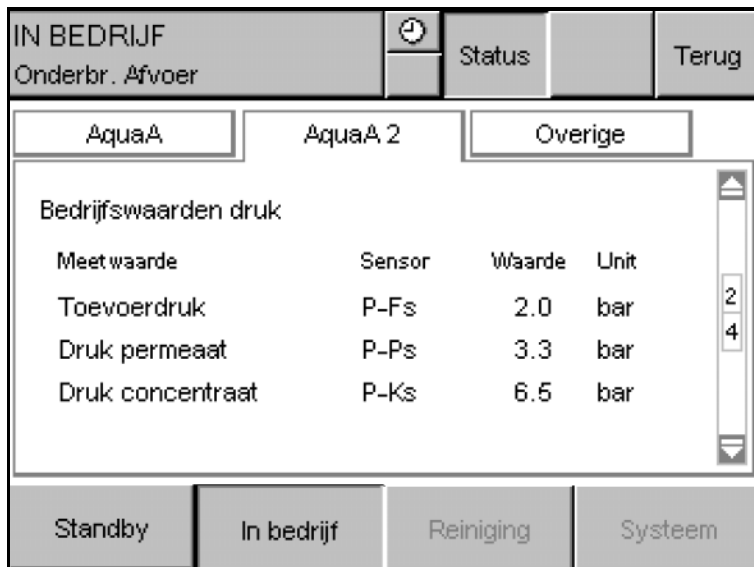 IN BEDRIJF
Onderbr. Afvoer
Status
Terug
AquaA
AquaA 2
Overige
Bedrijfswaarden druk
Meetwaarde Sensor Waarde Unit
Toevoerdruk P-Fs 2.0 bar
Druk permeaat P-Ps 3.3 bar
Druk concentraat P-Ks 6.5 bar
2
4
Standby
In bedrijf
Reiniging
Systeem